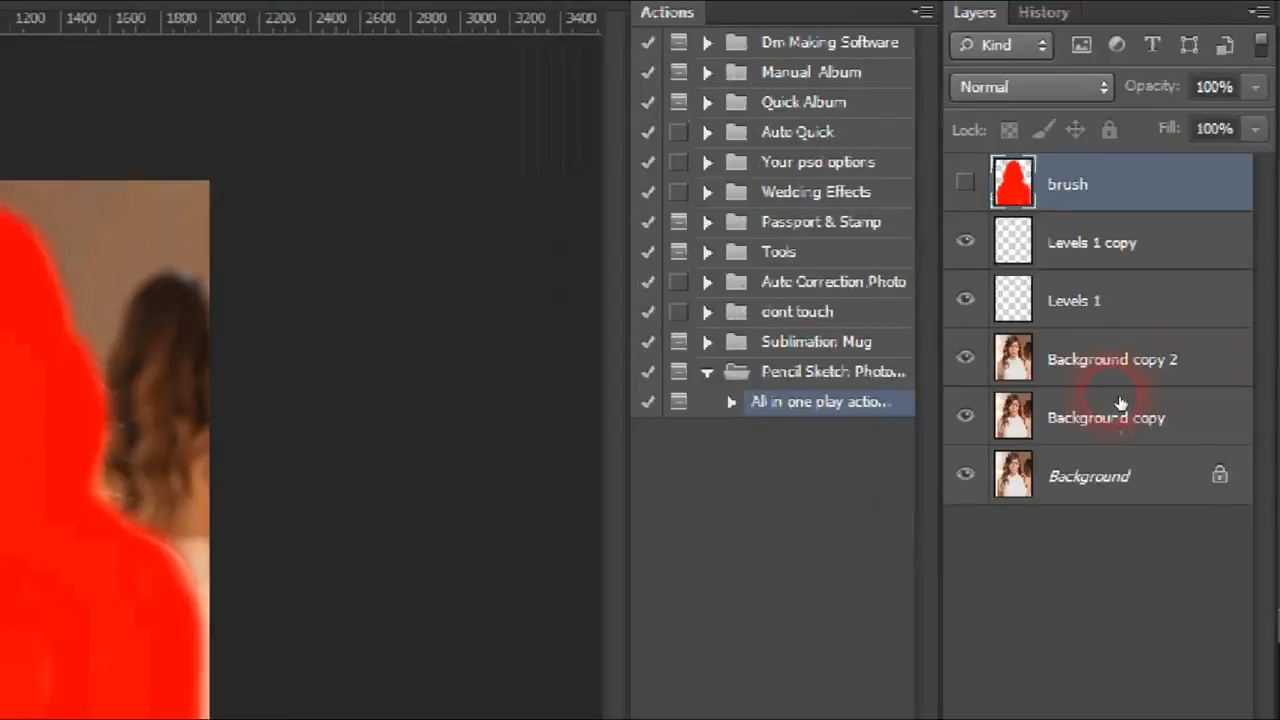 1200 1400 1600 1800 2000 2200 2400 2600 2800 3000 3200 3400
Actions
Dm Making Software
Manual Album
Quick Album
Auto Quick
Your psd options
Wedding Effects
Passport & Stamp
Tools
Auto Correction Photo
dont touch
Sublimation Mug
Pencil Sketch Photo...
All in one play actio...
Layers History
Kind
Normal Opacity: 100%
Lock: Fill: 100%
brush
Levels 1 copy
Levels 1
Background copy 2
Background copy
Background